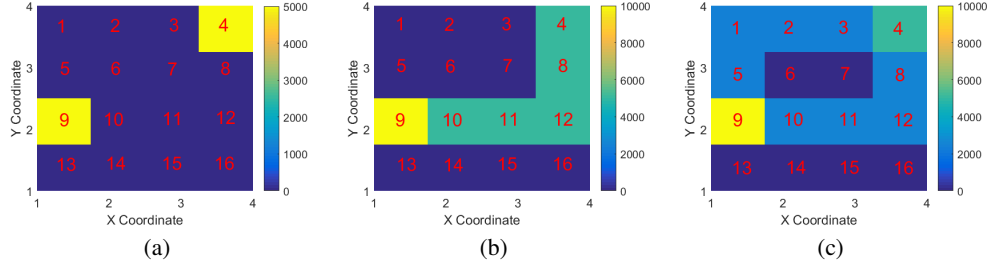 4
3
2
1
Y Coordinate
1 2 3 4
5 6 7 8
9 10 11 12
13 14 15 16
1 2 3 4
X Coordinate
5000
4000
3000
2000
1000
0
(a)
4
3
2
1
Y Coordinate
1 2 3 4
5 6 7 8
9 10 11 12
13 14 15 16
1 2 3 4
X Coordinate
10000
8000
6000
4000
2000
0
(b)
4
3
2
1
Y Coordinate
1 2 3 4
5 6 7 8
9 10 11 12
13 14 15 16
1 2 3 4
X Coordinate
10000
8000
6000
4000
2000
0
(c)